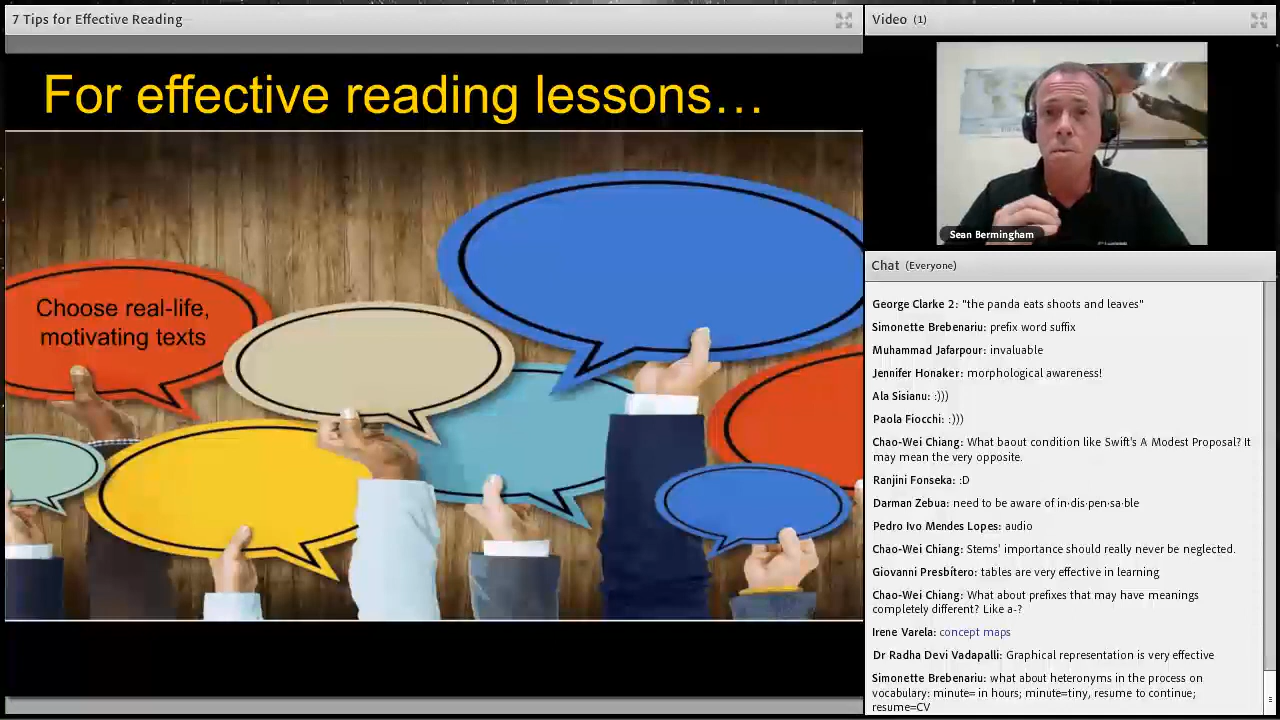 7 Tips for Effective Reading
For effective reading lessons…
Choose real-life,
motivating texts
Video (1)
Sean Bermingham
Chat (Everyone)
George Clarke 2: "the panda eats shoots and leaves"
Simonette Brebenariu: prefix word suffix
Muhammad Jafarpour: invaluable
Jennifer Honaker: morphological awareness!
Ala Sisianu: :)))
Paola Fiocchi: :)))
Chao-Wei Chiang: What baout condition like Swift's A Modest Proposal? It
may mean the very opposite.
Ranjini Fonseka: :D
Darman Zebua: need to be aware of in·dis·pen·sa·ble
Pedro Ivo Mendes Lopes: audio
Chao-Wei Chiang: Stems' importance should really never be neglected.
Giovanni Presbítero: tables are very effective in learning
Chao-Wei Chiang: What about prefixes that may have meanings
completely different? Like a-?
Irene Varela: concept maps
Dr Radha Devi Vadapalli: Graphical representation is very effective
Simonette Brebenariu: what about heteronyms in the process on
vocabulary: minute= in hours; minute=tiny, resume to continue;
resume=CV